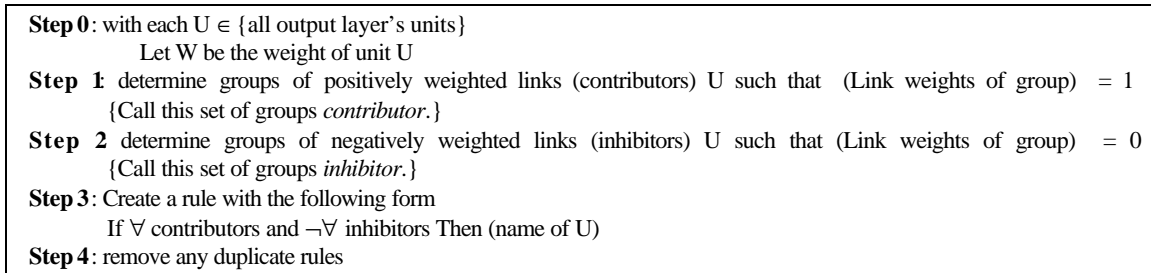 Step 0: with each U ∈ {all output layer's units}
Let W be the weight of unit U
Step 1: determine groups of positively weighted links (contributors) U such that (Link weights of group) = 1
{Call this set of groups contributor.}
Step 2 determine groups of negatively weighted links (inhibitors) U such that (Link weights of group) = 0
{Call this set of groups inhibitor.}
Step 3: Create a rule with the following form
If ∀ contributors and ¬∀ inhibitors Then (name of U)
Step 4: remove any duplicate rules